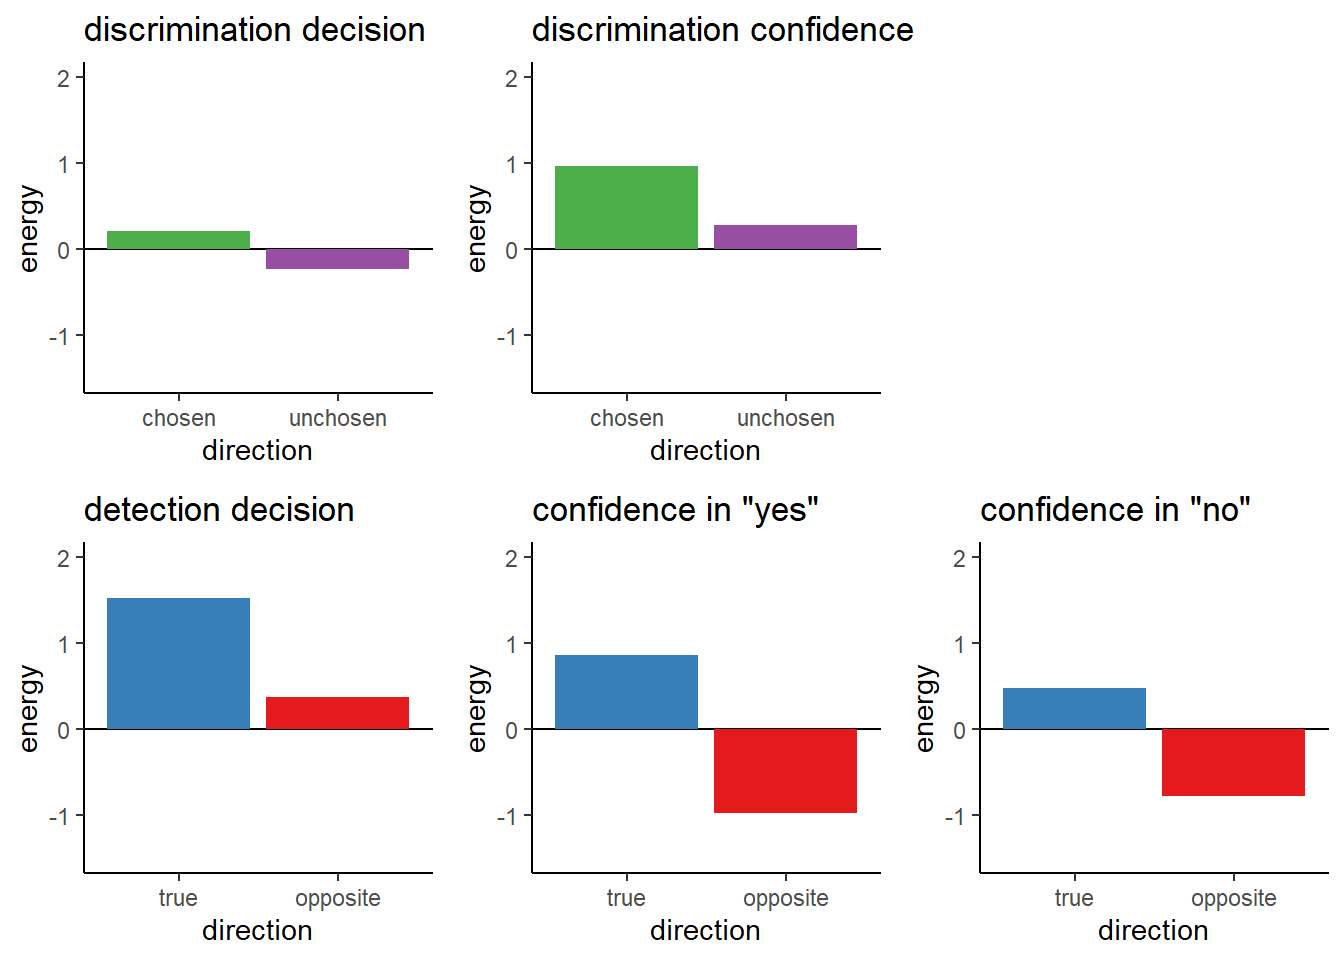 discrimination decision
2
1
0
-1
energy
chosen unchosen
direction
discrimination confidence
2
1
0
-1
energy
chosen unchosen
direction
detection decision
2
1
0
-1
energy
true opposite
direction
confidence in "yes"
2
1
0
-1
energy
true opposite
direction
confidence in "no"
2
1
0
-1
energy
true opposite
direction